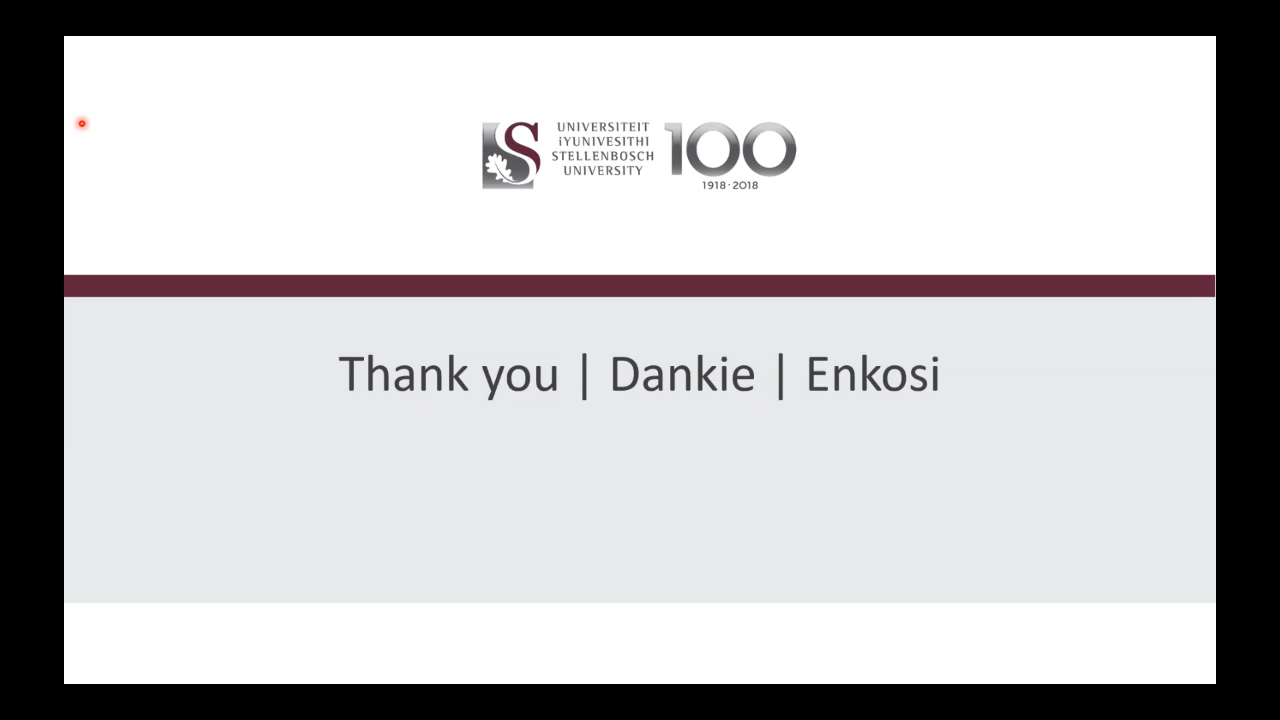 UNIVERSITEIT
iYUNIVESITHI
STELLENBOSCH
UNIVERSITY
100
1918·2018
Thank you | Dankie | Enkosi